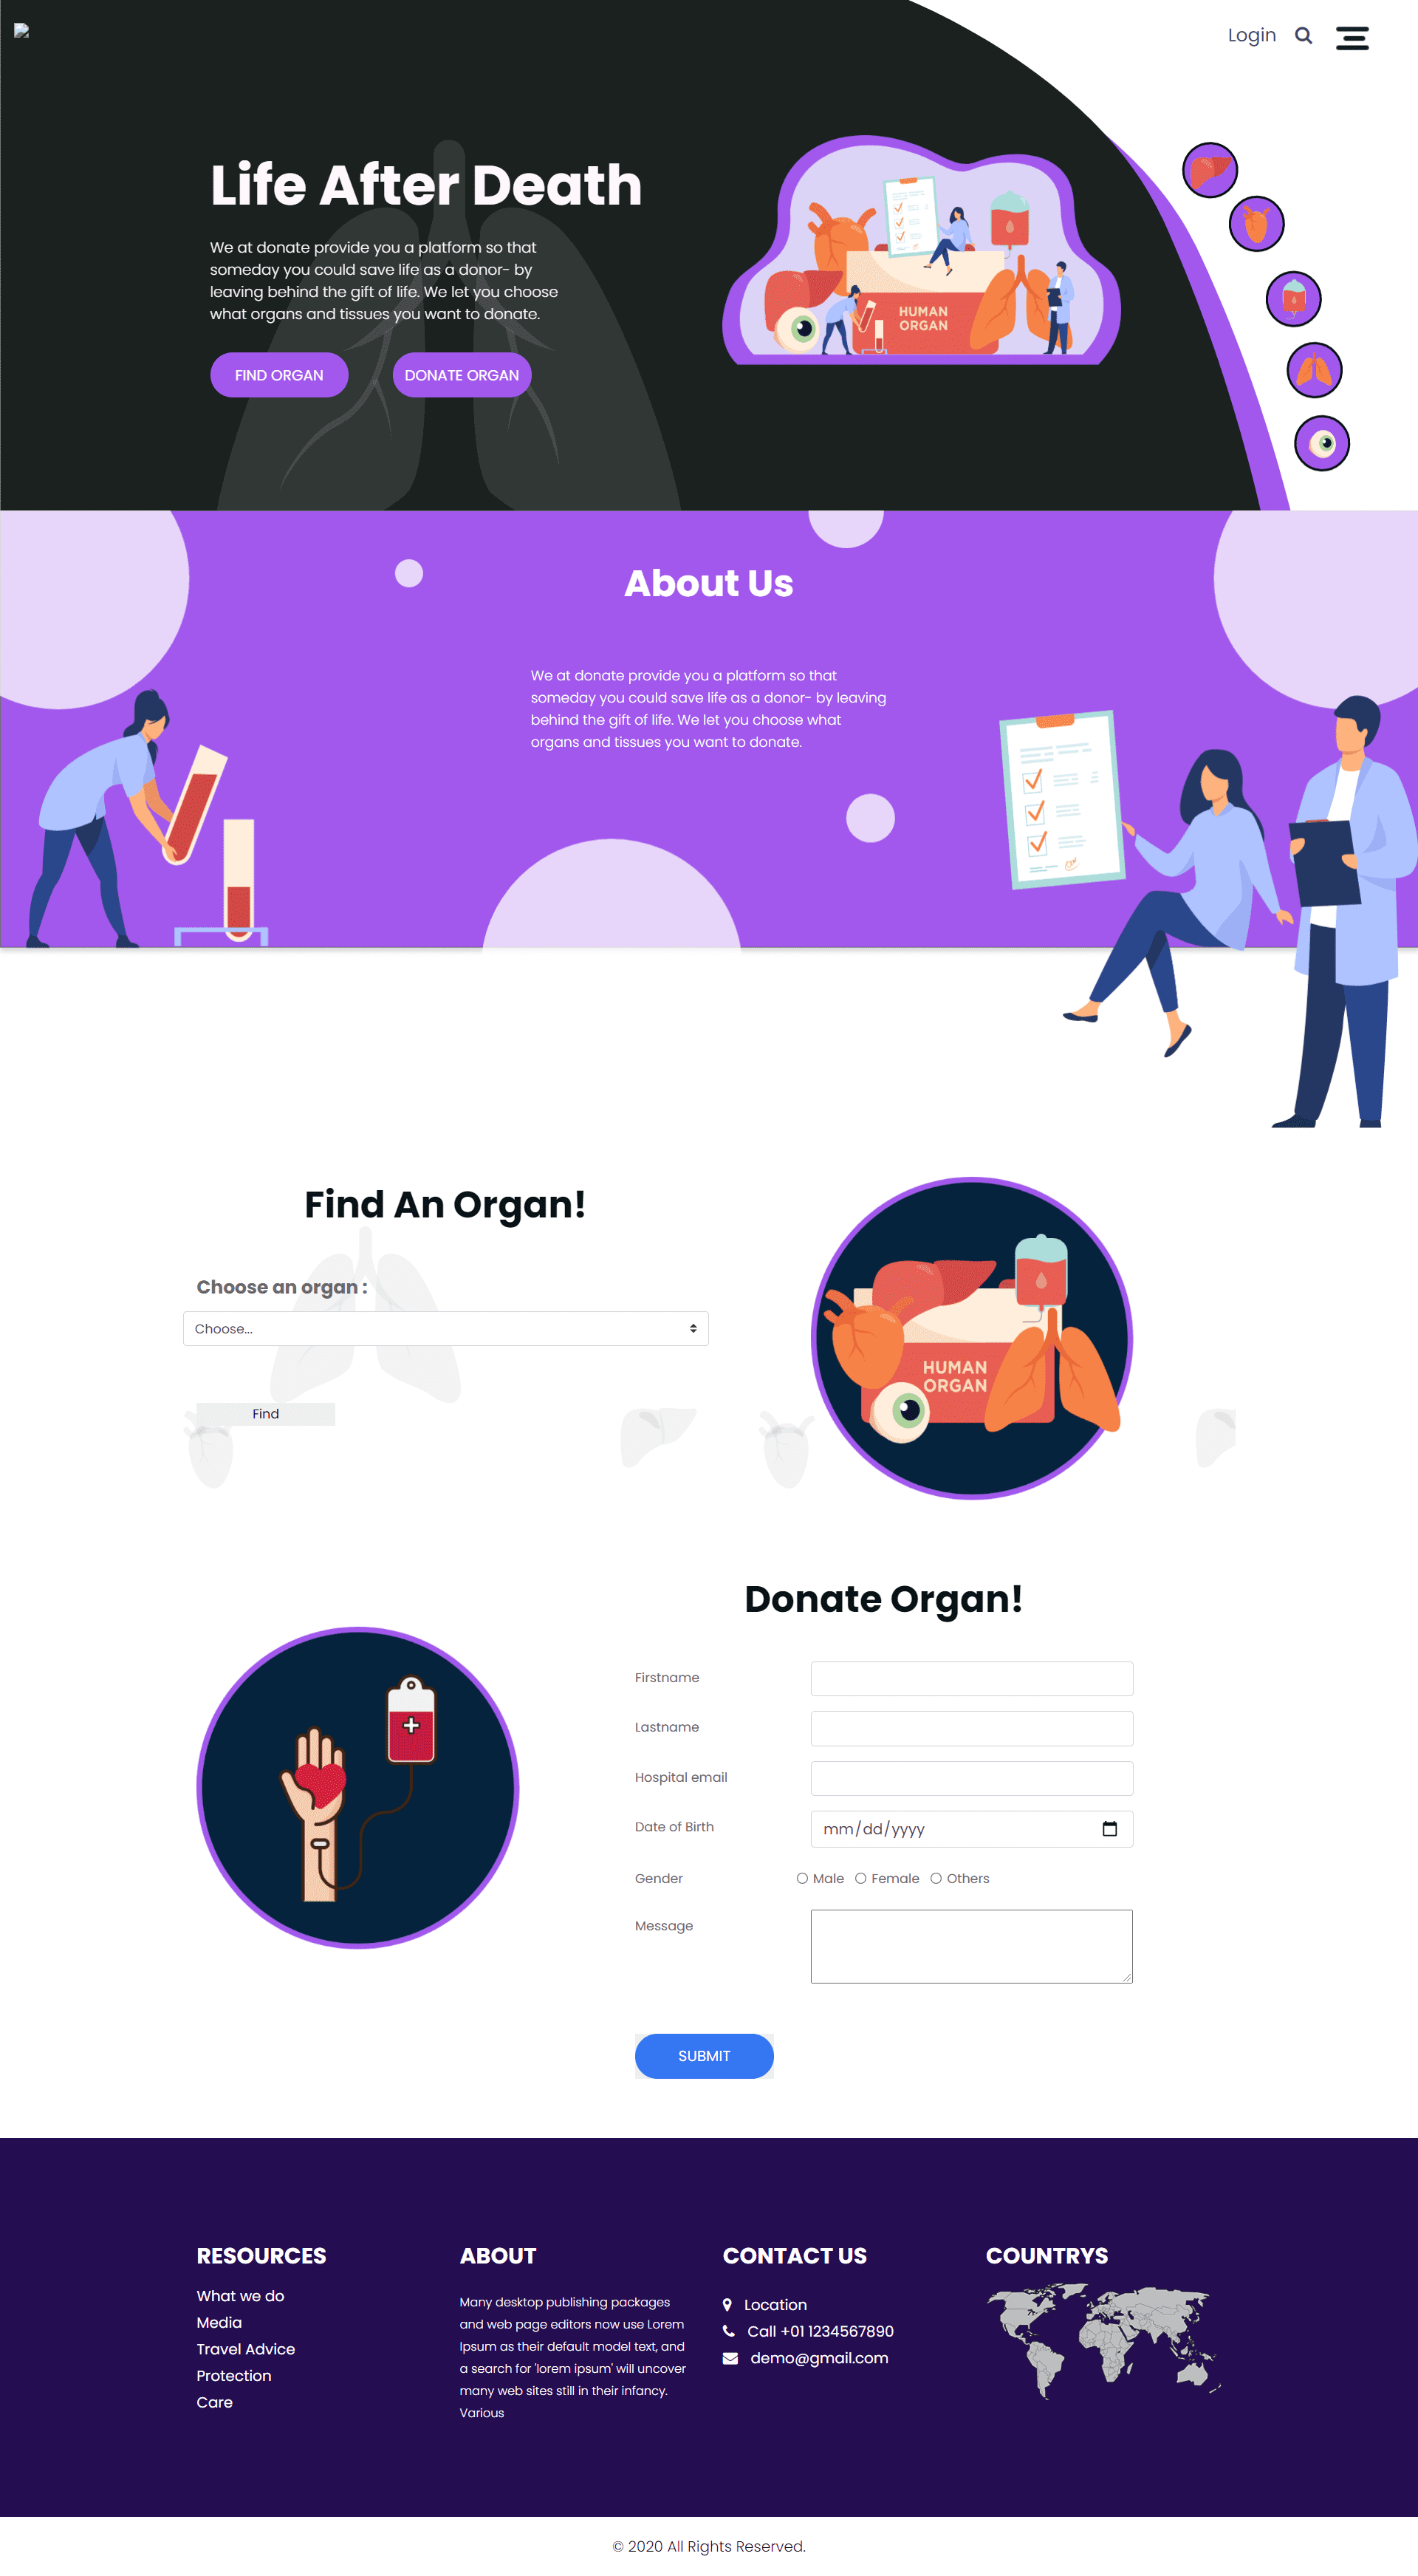 Login
Life After Death
We at donate provide you a platform so that
someday you could save life as a donor- by
leaving behind the gift of life. We let you choose
what organs and tissues you want to donate.
FIND ORGAN
DONATE ORGAN
HUMAN
ORGAN
About Us
We at donate provide you a platform so that
someday you could save life as a donor- by leaving
behind the gift of life. We let you choose what
organs and tissues you want to donate.
Find An Organ!
Choose an organ :
Choose...
Find
HUMAN
ORGAN
Donate Organ!
Firstname
Lastname
Hospital email
Date of Birth
mm/dd/yyyy
Gender
Male
Female
Others
Message
SUBMIT
RESOURCES
What we do
Media
Travel Advice
Protection
Care
ABOUT
Many desktop publishing packages
and web page editors now use Lorem
Ipsum as their default model text, and
a search for 'lorem ipsum' will uncover
many web sites still in their infancy.
Various
CONTACT US
Location
Call +01 1234567890
demo@gmail.com
COUNTRYS
© 2020 All Rights Reserved.